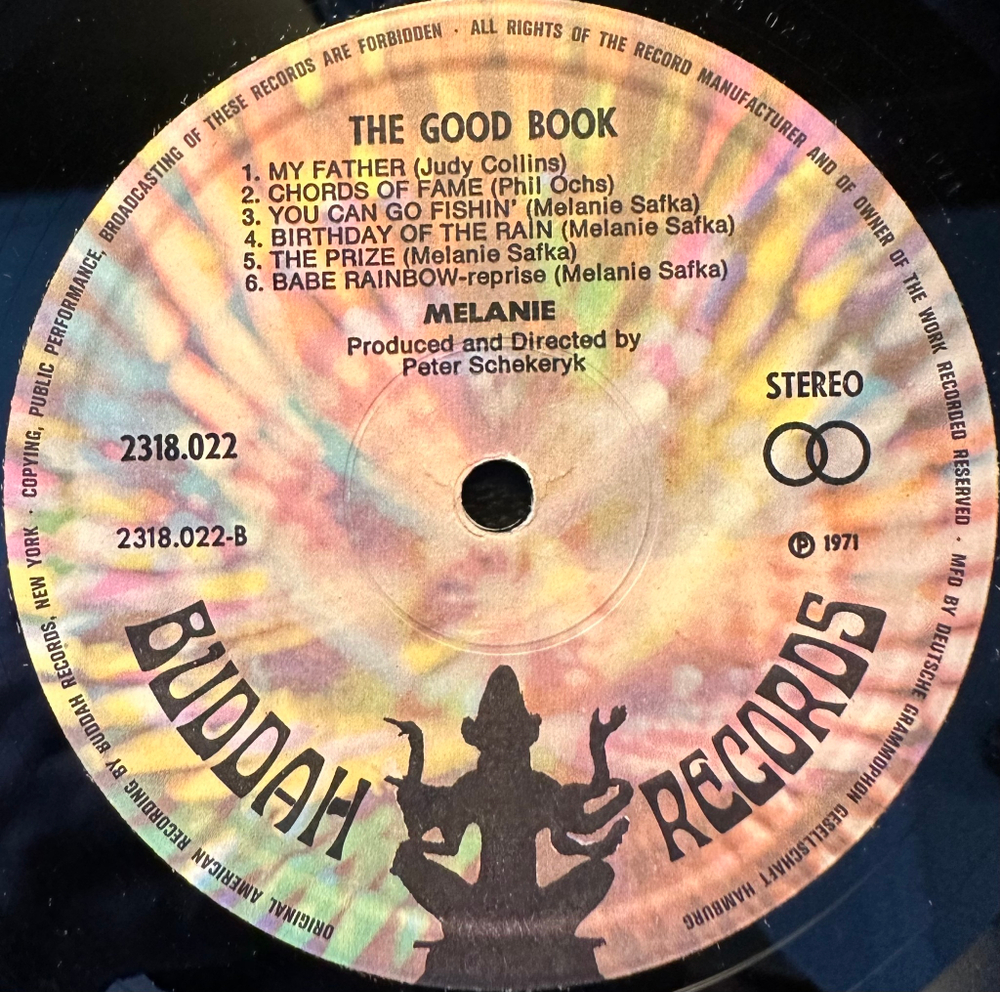 THE GOOD BOOK
1. MY FATHER (Judy Collins)
2. CHORDS OF FAME (Phil Ochs)
3. YOU CAN GO FISHIN' (Melanie Safka)
4. BIRTHDAY OF THE RAIN (Melanie Safka)
5. THE PRIZE (Melanie Safka)
6. BABE RAINBOW-reprise (Melanie Safka)
MELANIE
Produced and Directed by
Peter Schekeryk
STEREO
2318.022
2318.022-B
Ⓟ 1971
BUDDAH RECORDS
ORIGINAL AMERICAN RECORDING BY BUDDAH RECORDS, NEW YORK · COPYING, PUBLIC PERFORMANCE, BROADCASTING OF THESE RECORDS ARE FORBIDDEN · ALL RIGHTS OF THE RECORD MANUFACTURER AND OF OWNER OF THE WORK RECORDED RESERVED · MFD BY DEUTSCHE GRAMMOPHON GESELLSCHAFT HAMBURG